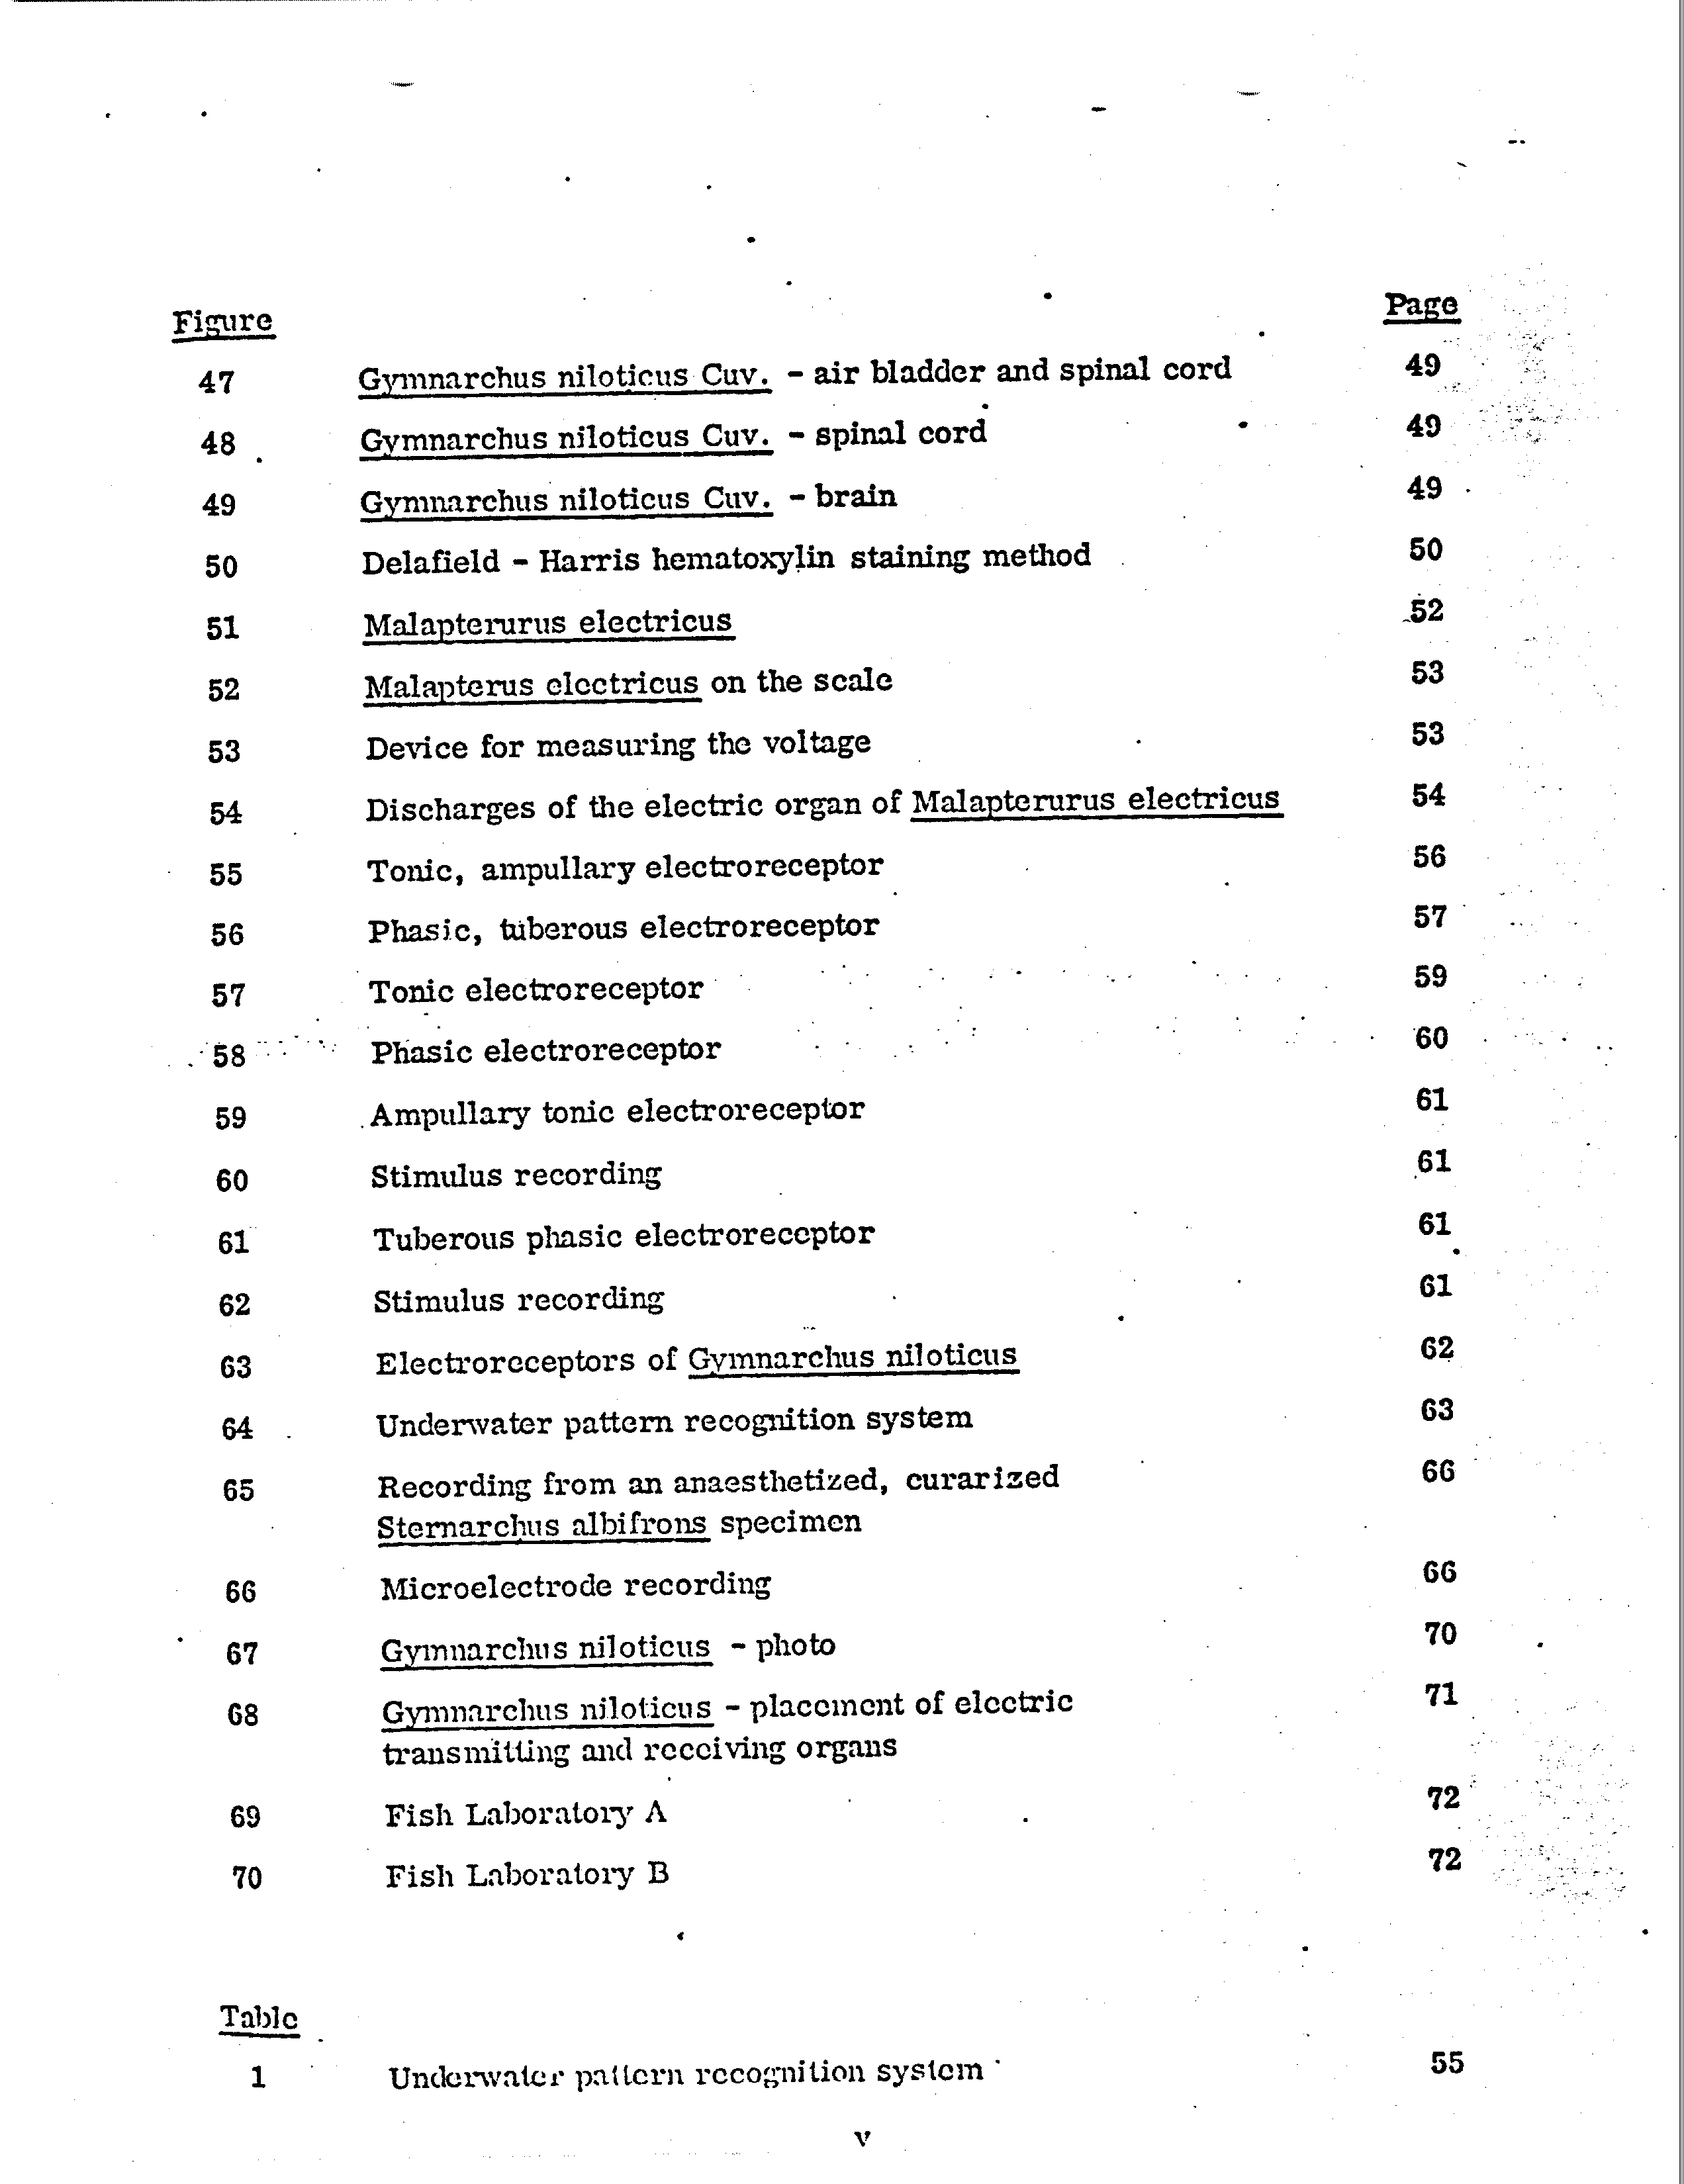 Figure Page
47 Gymnarchus niloticus Cuv. - air bladder and spinal cord 49
48 Gymnarchus niloticus Cuv. - spinal cord 49
49 Gymnarchus niloticus Cuv. - brain 49
50 Delafield - Harris hematoxylin staining method 50
51 Malapterurus electricus 52
52 Malapterus electricus on the scale 53
53 Device for measuring the voltage 53
54 Discharges of the electric organ of Malapterurus electricus 54
55 Tonic, ampullary electroreceptor 56
56 Phasic, tuberous electroreceptor 57
57 Tonic electroreceptor 59
58 Phasic electroreceptor 60
59 Ampullary tonic electroreceptor 61
60 Stimulus recording 61
61 Tuberous phasic electroreceptor 61
62 Stimulus recording 61
63 Electroreceptors of Gymnarchus niloticus 62
64 Underwater pattern recognition system 63
65 Recording from an anaesthetized, curarized 66
Sternarchus albifrons specimen
66 Microelectrode recording 66
67 Gymnarchus niloticus - photo 70
68 Gymnarchus niloticus - placement of electric 71
transmitting and receiving organs
69 Fish Laboratory A 72
70 Fish Laboratory B 72
Table
1 Underwater pattern recognition system 55
v